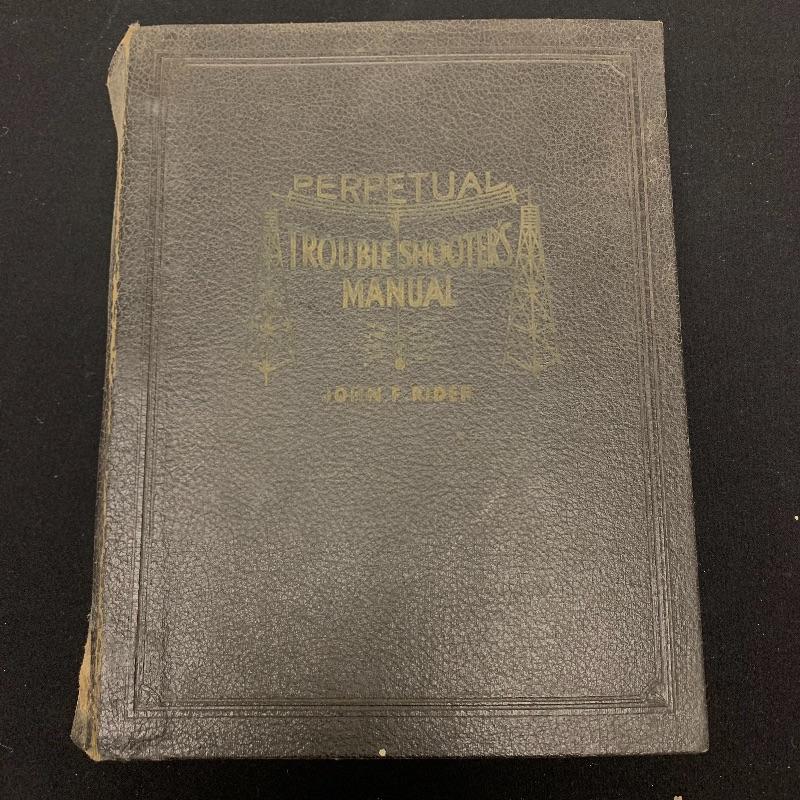 PERPETUAL
TROUBLE SHOOTER'S
MANUAL
JOHN F. RIDER